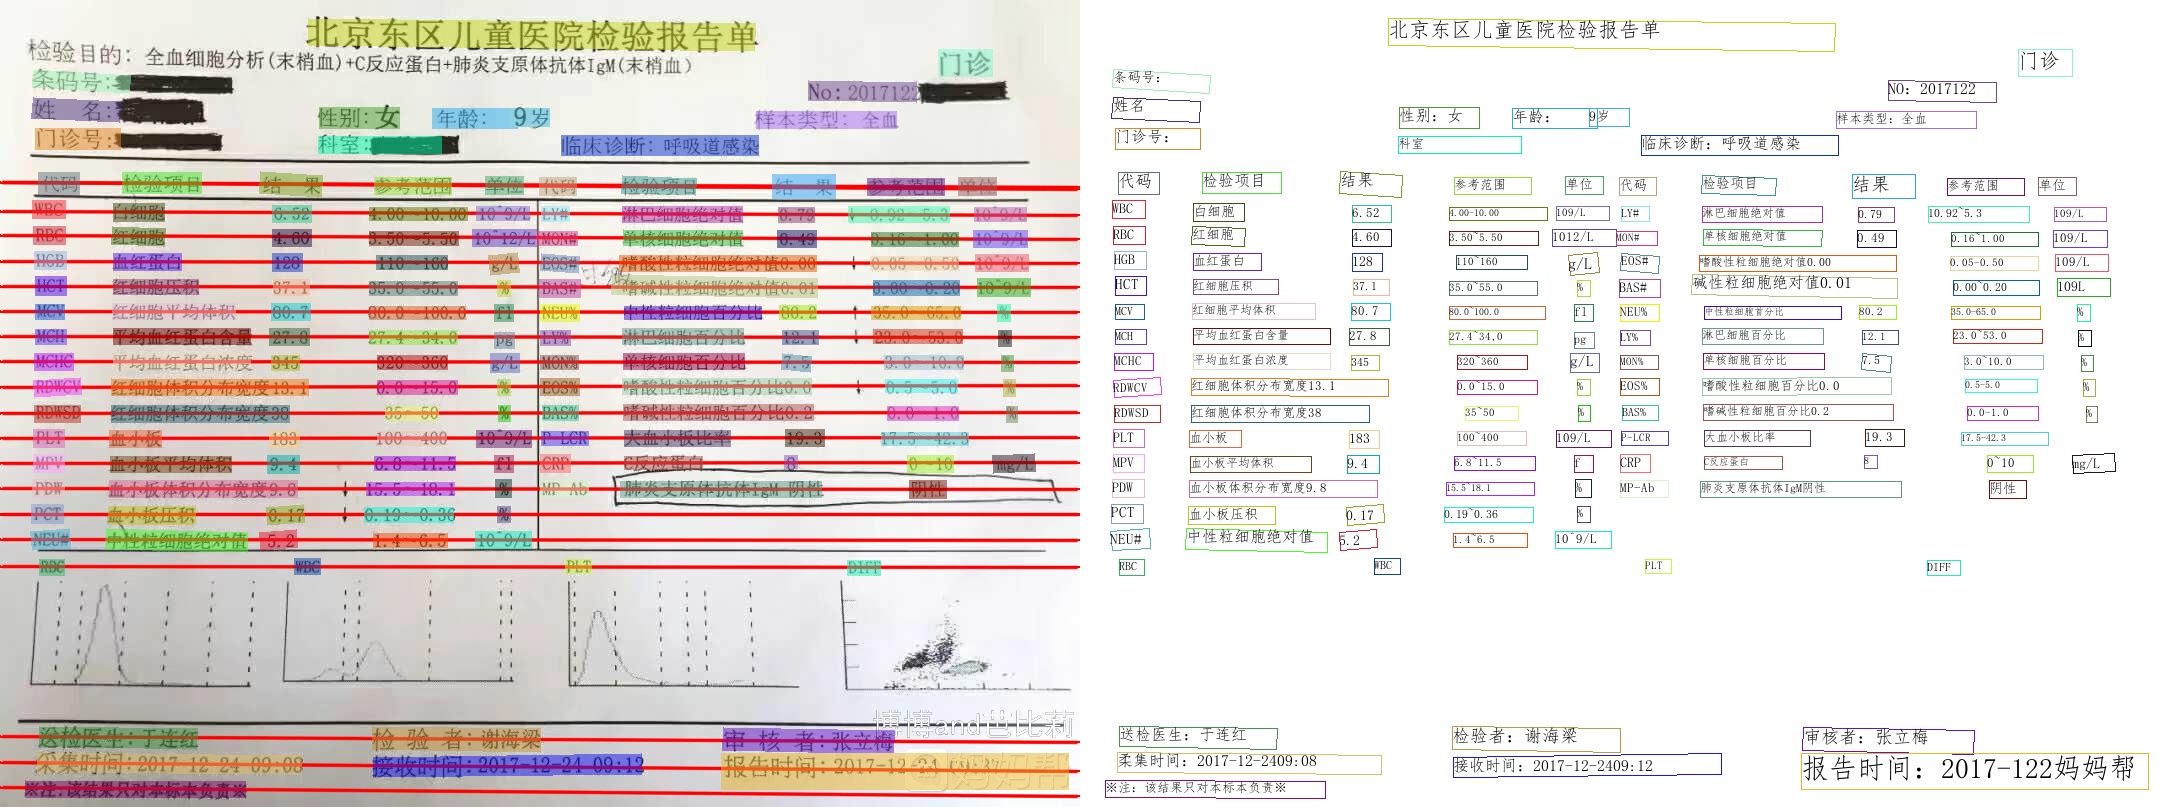 北京东区儿童医院检验报告单
检验目的: 全血细胞分析(末梢血)+C反应蛋白+肺炎支原体抗体IgM(末梢血)
门诊
条码号:
No: 2017122
姓 名:
性别: 女 年龄: 9岁
样本类型: 全血
门诊号:
科室:
临床诊断: 呼吸道感染
代码 检验项目 结 果 参考范围 单位 代码 检验项目 结 果 参考范围 单位
WBC 白细胞 6.52 4.00--10.00 10^9/L LY# 淋巴细胞绝对值 0.79 ↓ 0.92-5.3 10^9/L
RBC 红细胞 4.60 3.50~5.50 10^12/L MON# 单核细胞绝对值 0.49 0.16--1.00 10^9/L
HGB 血红蛋白 128 110--160 g/L EOS# 嗜酸性粒细胞绝对值0.00 ↓ 0.05--0.50 10^9/L
HCT 红细胞压积 37.1 35.0--55.0 % BAS# 嗜碱性粒细胞绝对值0.01 0.00--0.20 10^9/L
MCV 红细胞平均体积 80.7 80.0--100.0 fl NEU% 中性粒细胞百分比 80.2 ↑ 35.0--65.0 %
MCH 平均血红蛋白含量 27.8 27.4--34.0 pg LY% 淋巴细胞百分比 12.1 ↓ 23.0--53.0 %
MCHC 平均血红蛋白浓度 345 320--360 g/L MON% 单核细胞百分比 7.5 3.0--10.0 %
RDWCV 红细胞体积分布宽度13.1 0.0--15.0 % EOS% 嗜酸性粒细胞百分比0.0 ↓ 0.5--5.0 %
RDWSD 红细胞体积分布宽度38 35--50 % BAS% 嗜碱性粒细胞百分比0.2 0.0--1.0 %
PLT 血小板 183 100--400 10^9/L P-LCR 大血小板比率 19.3 17.5--42.3
MPV 血小板平均体积 9.4 6.8--11.5 fl CRP C反应蛋白 8 0--10 mg/L
PDW 血小板体积分布宽度9.8 ↓ 15.5~18.1 % MP-Ab 肺炎支原体抗体IgM 阴性 阴性
PCT 血小板压积 0.17 ↓ 0.19--0.36 %
NEU# 中性粒细胞绝对值 5.2 1.4--6.5 10^9/L
RBC WBC PLT DIFF
博博and芭比莉
送检医生: 于连红 检 验 者: 谢海梁 审 核 者: 张立梅
采集时间: 2017-12-24 09:08 接收时间: 2017-12-24 09:12 报告时间: 2017-12-24
妈妈帮
※注: 该结果只对本标本负责※
北京东区儿童医院检验报告单
门诊
条码号:
NO: 2017122
姓名
性别: 女 年龄: 9岁
样本类型: 全血
门诊号:
科室
临床诊断: 呼吸道感染
代码 检验项目 结果 参考范围 单位 代码 检验项目 结果 参考范围 单位
WBC 白细胞 6.52 4.00-10.00 109/L LY# 淋巴细胞绝对值 0.79 10.92~5.3 109/L
RBC 红细胞 4.60 3.50~5.50 1012/L MON# 单核细胞绝对值 0.49 0.16~1.00 109/L
HGB 血红蛋白 128 110~160 g/L EOS# 嗜酸性粒细胞绝对值0.00 0.05-0.50 109/L
HCT 红细胞压积 37.1 35.0~55.0 % BAS# 碱性粒细胞绝对值0.01 0.00~0.20 109L
MCV 红细胞平均体积 80.7 80.0~100.0 fl NEU% 中性粒细胞首分比 80.2 35.0-65.0 %
MCH 平均血红蛋白含量 27.8 27.4~34.0 pg LY% 淋巴细胞百分比 12.1 23.0~53.0 %
MCHC 平均血红蛋白浓度 345 320~360 g/L MON% 单核细胞百分比 7.5 3.0~10.0 %
RDWCV 红细胞体积分布宽度13.1 0.0~15.0 % EOS% 嗜酸性粒细胞百分比0.0 0.5-5.0 %
RDWSD 红细胞体积分布宽度38 35~50 % BAS% 嗜碱性粒细胞百分比0.2 0.0-1.0 %
PLT 血小板 183 100~400 109/L P-LCR 大血小板比率 19.3 17.5-42.3
MPV 血小板平均体积 9.4 6.8~11.5 f CRP C反应蛋白 8 0~10 mg/L
PDW 血小板体积分布宽度9.8 15.5~18.1 % MP-Ab 肺炎支原体抗体IgM阴性 阴性
PCT 血小板压积 0.17 0.19~0.36 %
NEU# 中性粒细胞绝对值 5.2 1.4~6.5 10^9/L
RBC WBC PLT DIFF
送检医生: 于连红 检验者: 谢海梁 审核者: 张立梅
柔集时间: 2017-12-2409:08 接收时间: 2017-12-2409:12 报告时间: 2017-122妈妈帮
※注: 该结果只对本标本负责※